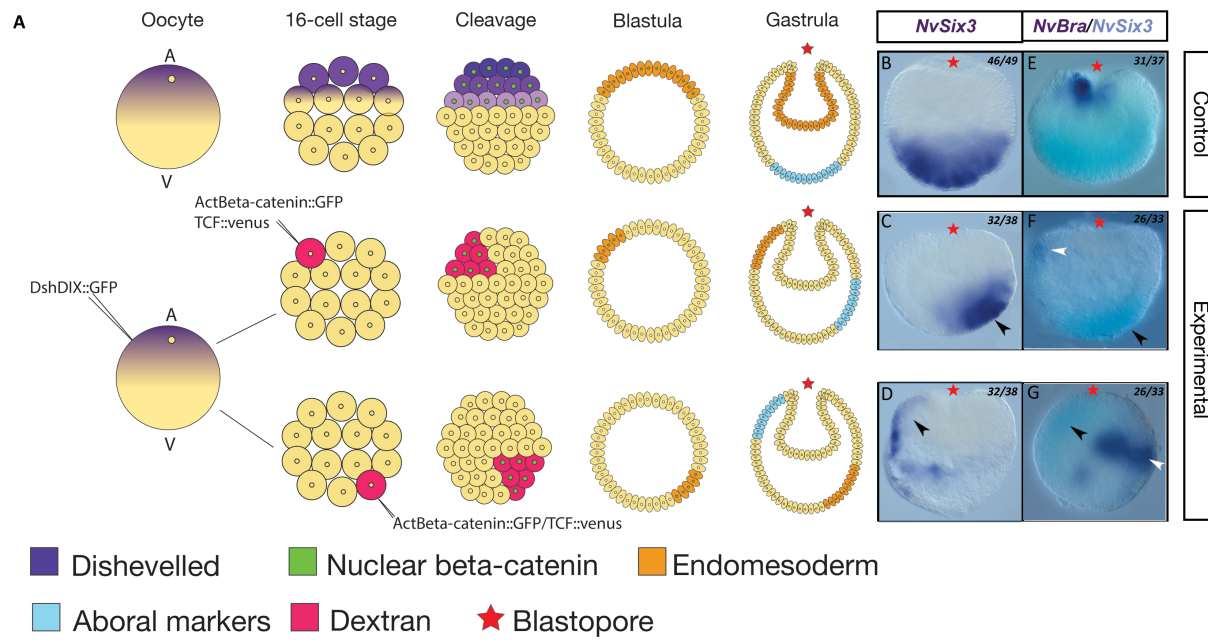 A
Oocyte
16-cell stage
Cleavage
Blastula
Gastrula
NvSix3
NvBra/NvSix3
A
V
B
46/49
E
31/37
Control
ActBeta-catenin::GFP
TCF::venus
DshDIX::GFP
A
V
C
32/38
F
26/33
Experimental
D
32/38
G
26/33
ActBeta-catenin::GFP/TCF::venus
Dishevelled
Nuclear beta-catenin
Endomesoderm
Aboral markers
Dextran
Blastopore